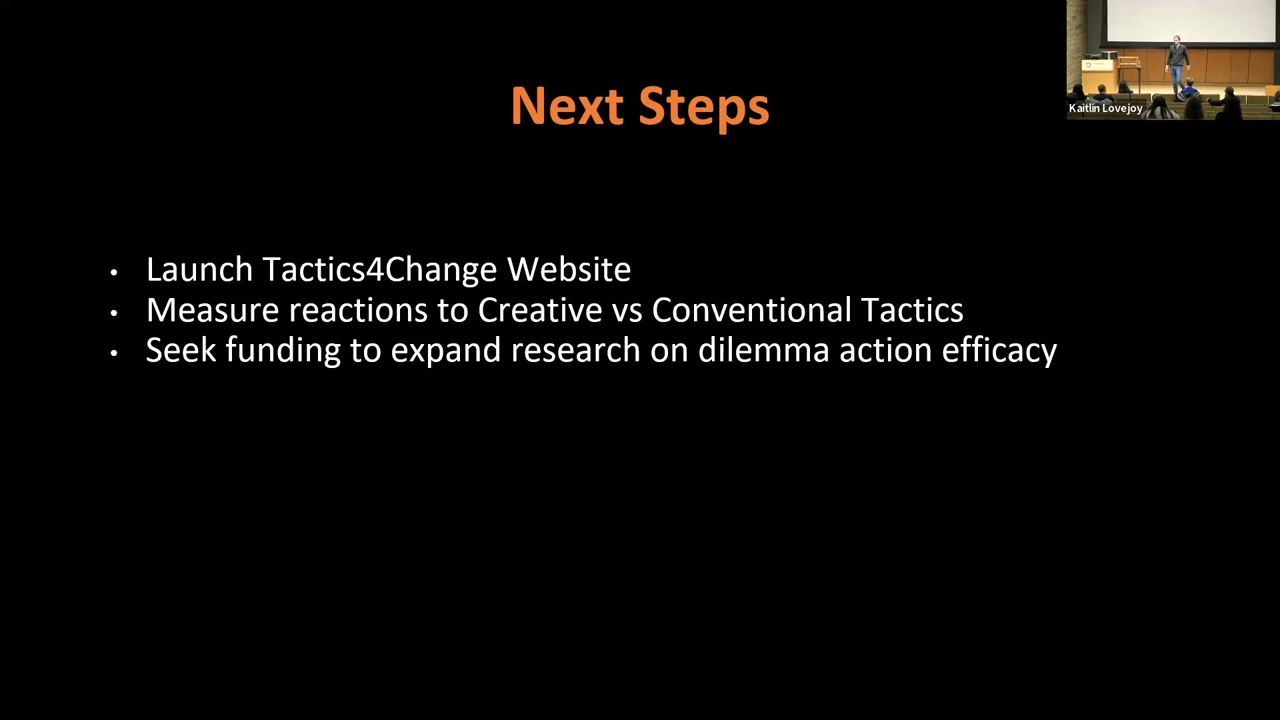 Next Steps
Kaitlin Lovejoy
• Launch Tactics4Change Website
• Measure reactions to Creative vs Conventional Tactics
• Seek funding to expand research on dilemma action efficacy